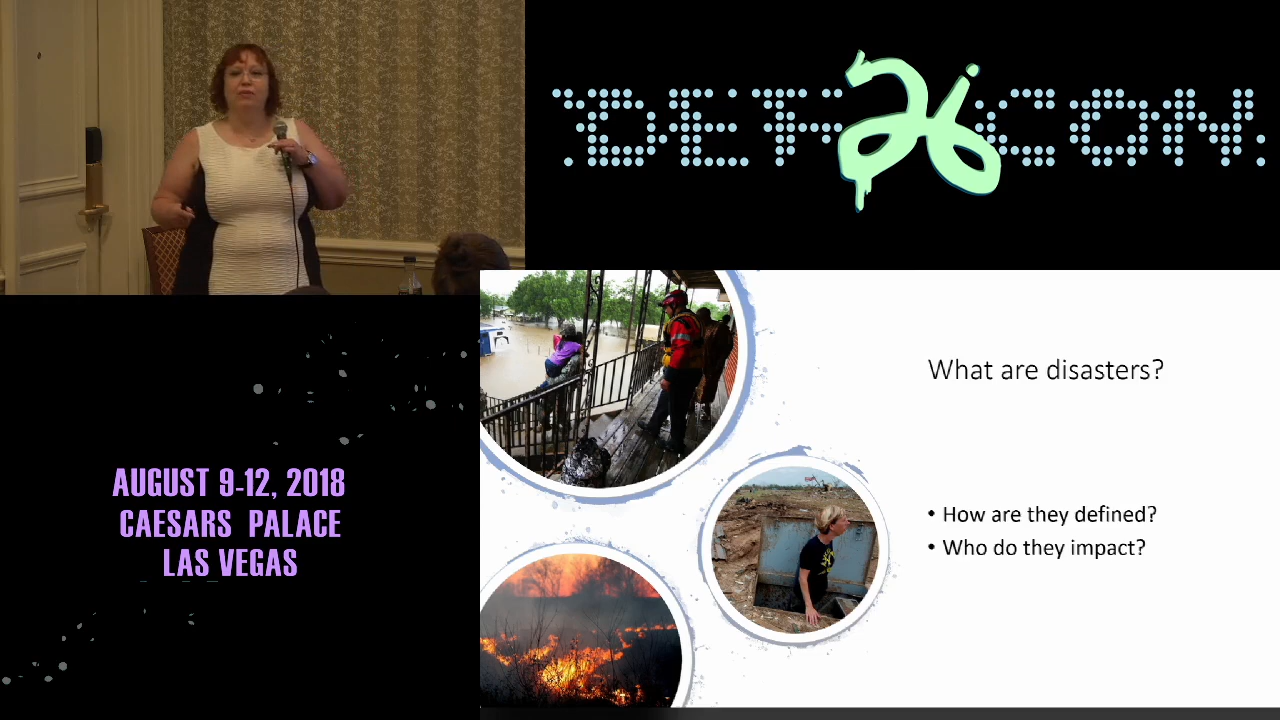 DEF 26 CON
What are disasters?
• How are they defined?
• Who do they impact?
AUGUST 9-12, 2018
CAESARS PALACE
LAS VEGAS